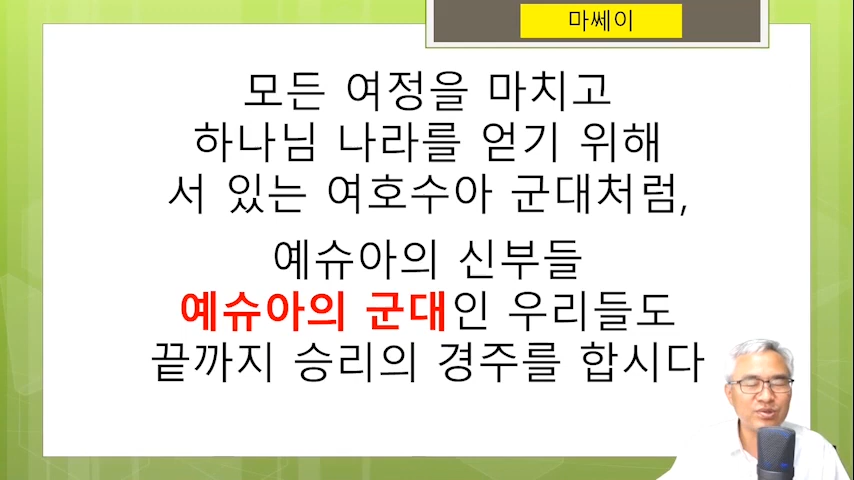 마쎄이
모든 여정을 마치고
하나님 나라를 얻기 위해
서 있는 여호수아 군대처럼,
예슈아의 신부들
예슈아의 군대인 우리들도
끝까지 승리의 경주를 합시다